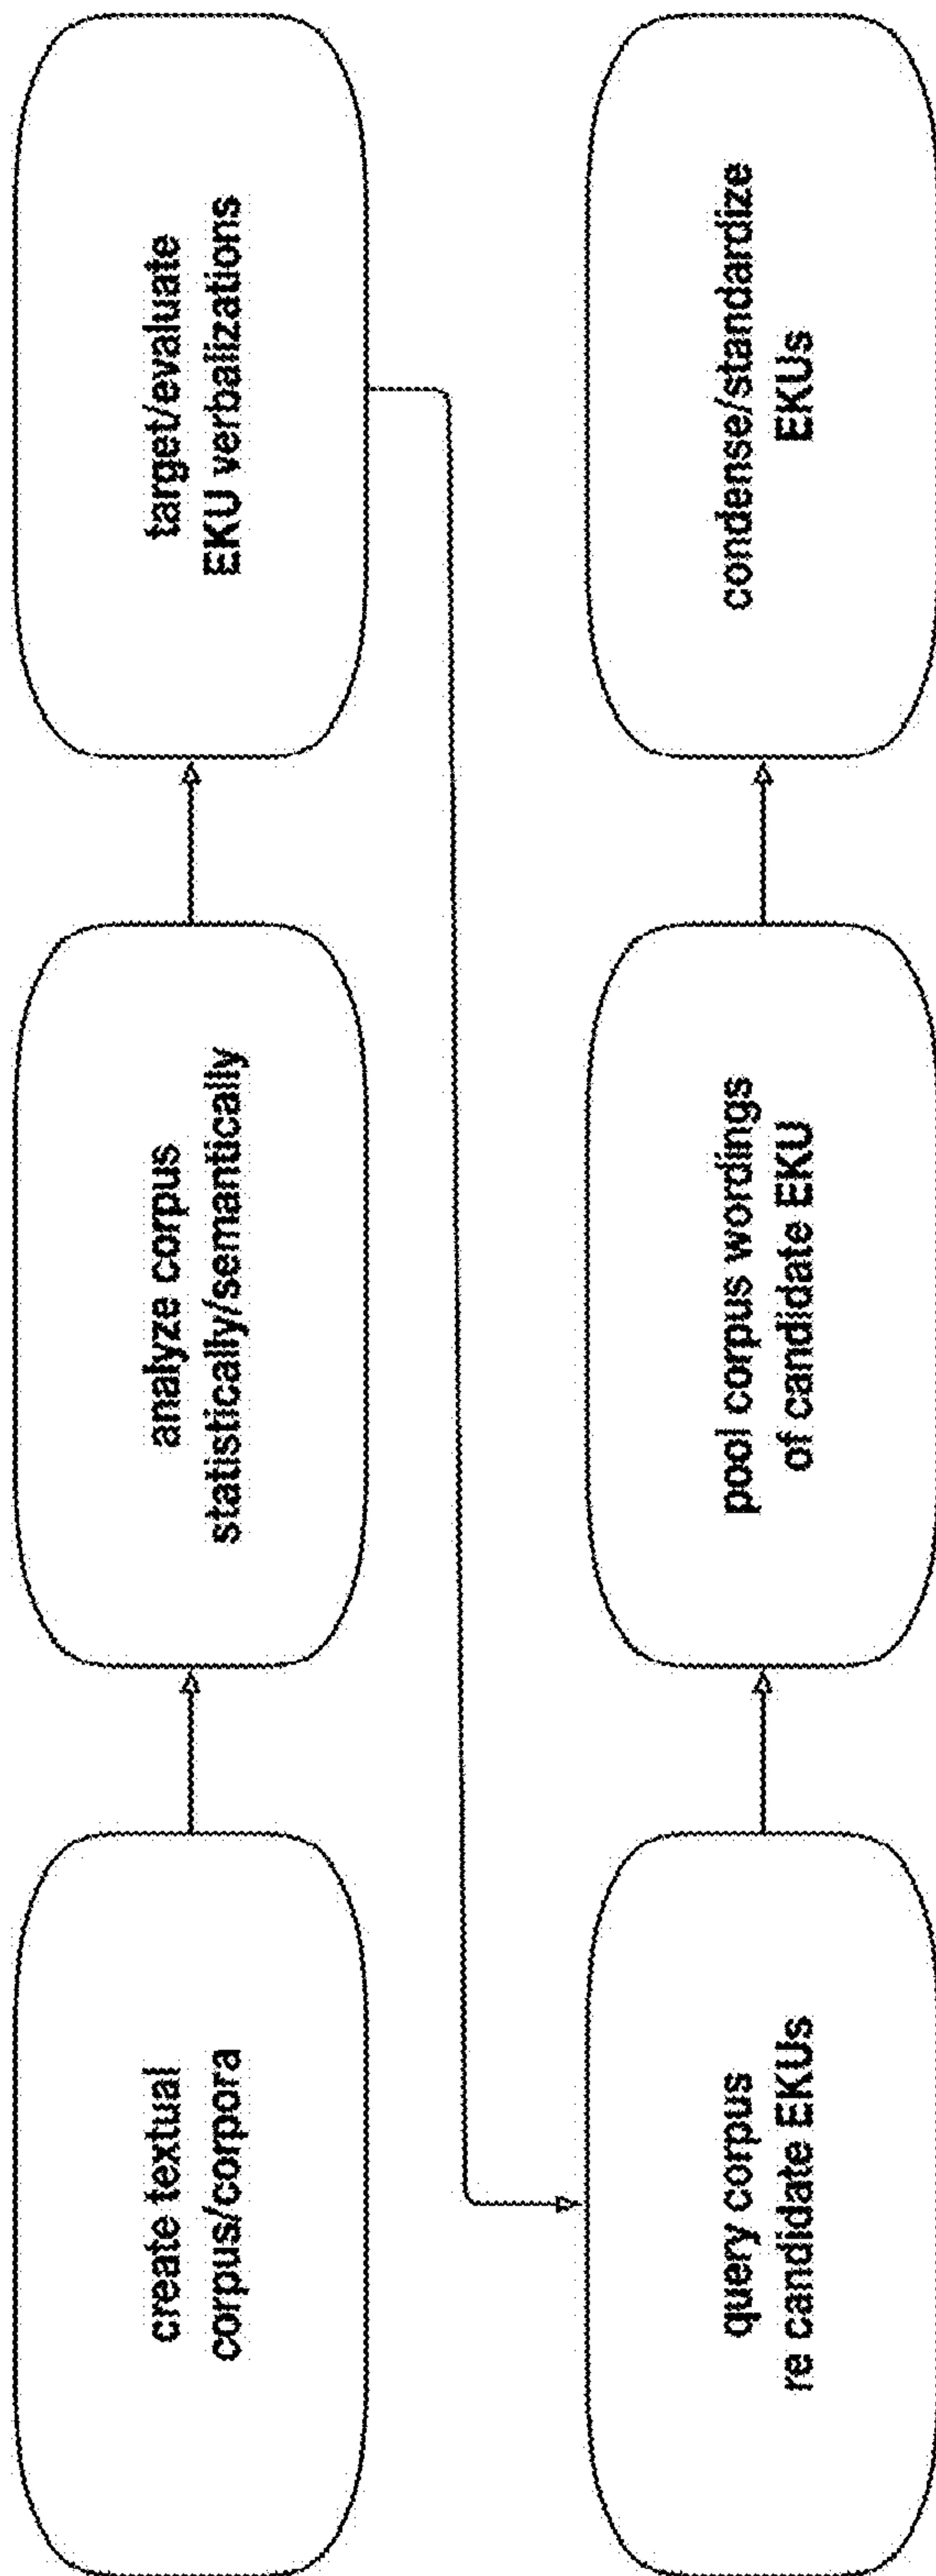 create textual
corpus/corpora
analyze corpus
statistically/semantically
target/evaluate
EKU verbalizations
query corpus
re candidate EKUs
pool corpus wordings
of candidate EKU
condense/standardize
EKUs